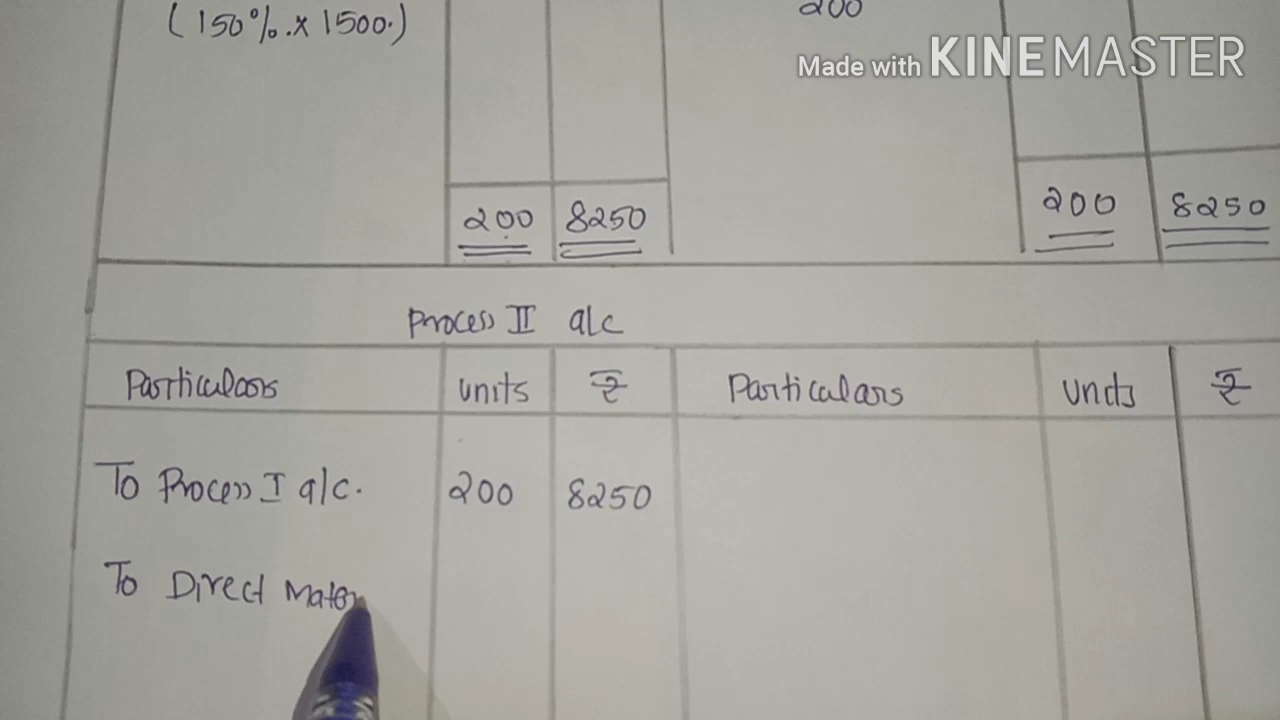 (150%.x 1500.)
200
Made with KINEMASTER
200 8250 200 8250
Process II a/c
Particulars units ₹ Particulars Units ₹
To Process I a/c. 200 8250
To Direct Mater